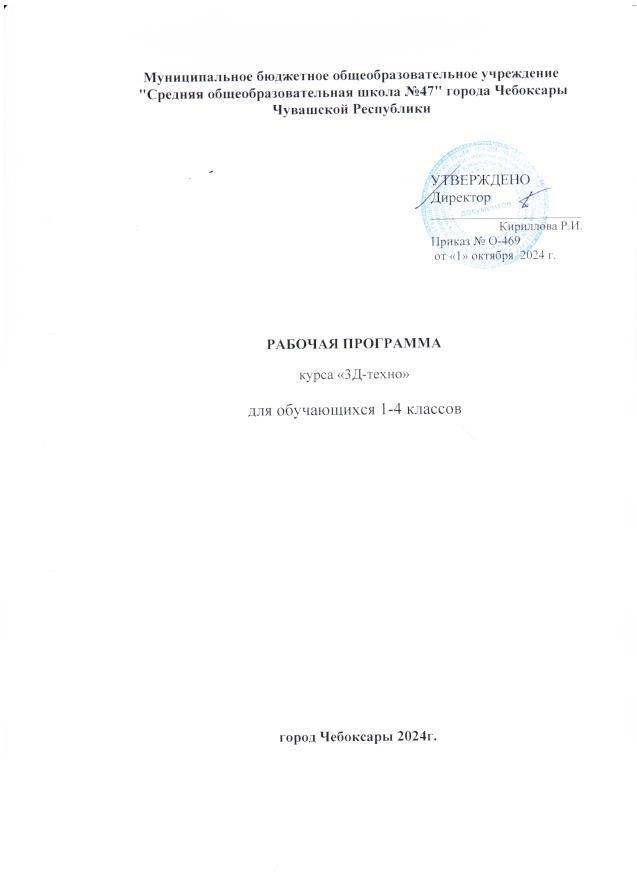 Муниципальное бюджетное общеобразовательное учреждение
"Средняя общеобразовательная школа №47" города Чебоксары
Чувашской Республики
УТВЕРЖДЕНО
Директор
документов
Кириллова Р.И.
Приказ № О-469
от «1» октября 2024 г.
РАБОЧАЯ ПРОГРАММА
курса «3Д-техно»
для обучающихся 1-4 классов
город Чебоксары 2024г.